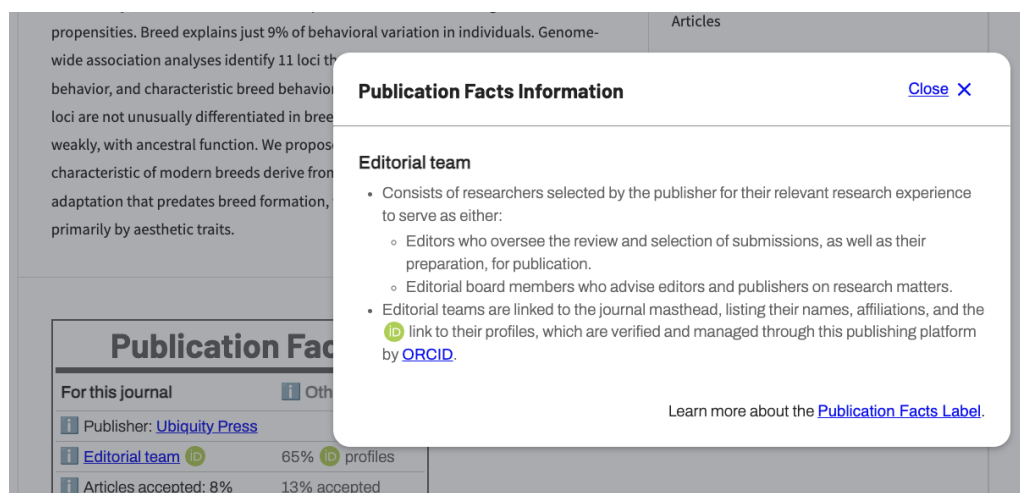 Articles
propensities. Breed explains just 9% of behavioral variation in individuals. Genome-
wide association analyses identify 11 loci th
behavior, and characteristic breed behavio
loci are not unusually differentiated in bree
weakly, with ancestral function. We propos
characteristic of modern breeds derive from
adaptation that predates breed formation,
primarily by aesthetic traits.
Publication Facts Information
Close ✕
Editorial team
• Consists of researchers selected by the publisher for their relevant research experience
to serve as either:
◦ Editors who oversee the review and selection of submissions, as well as their
preparation, for publication.
◦ Editorial board members who advise editors and publishers on research matters.
• Editorial teams are linked to the journal masthead, listing their names, affiliations, and the
iD link to their profiles, which are verified and managed through this publishing platform
by ORCID.
Learn more about the Publication Facts Label.
Publication Fac
For this journal i Oth
i Publisher: Ubiquity Press
i Editorial team iD 65% iD profiles
i Articles accepted: 8% 13% accepted